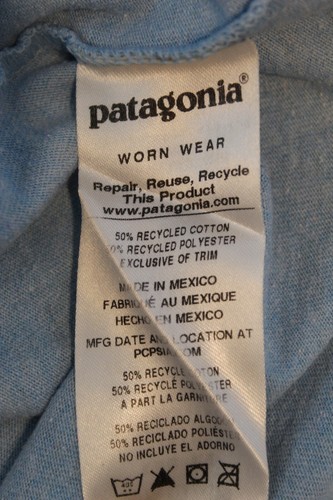 patagonia®
WORN WEAR
Repair, Reuse, Recycle
This Product
www.patagonia.com
50% RECYCLED COTTON
RECYCLED POLYESTER
EXCLUSIVE OF TRIM
MADE IN MEXICO
FABRIQUÉ AU MEXIQUE
HECHO EN MEXICO
MFG DATE AND LOCATION AT
50% RECYCLÉ
50% RECYCLÉ POLYESTER
A PART LA GARNITURE
50% RECICLADO ALGODÓN
50% RECICLADO POLIÉSTER
NO INCLUYE EL ADORNO